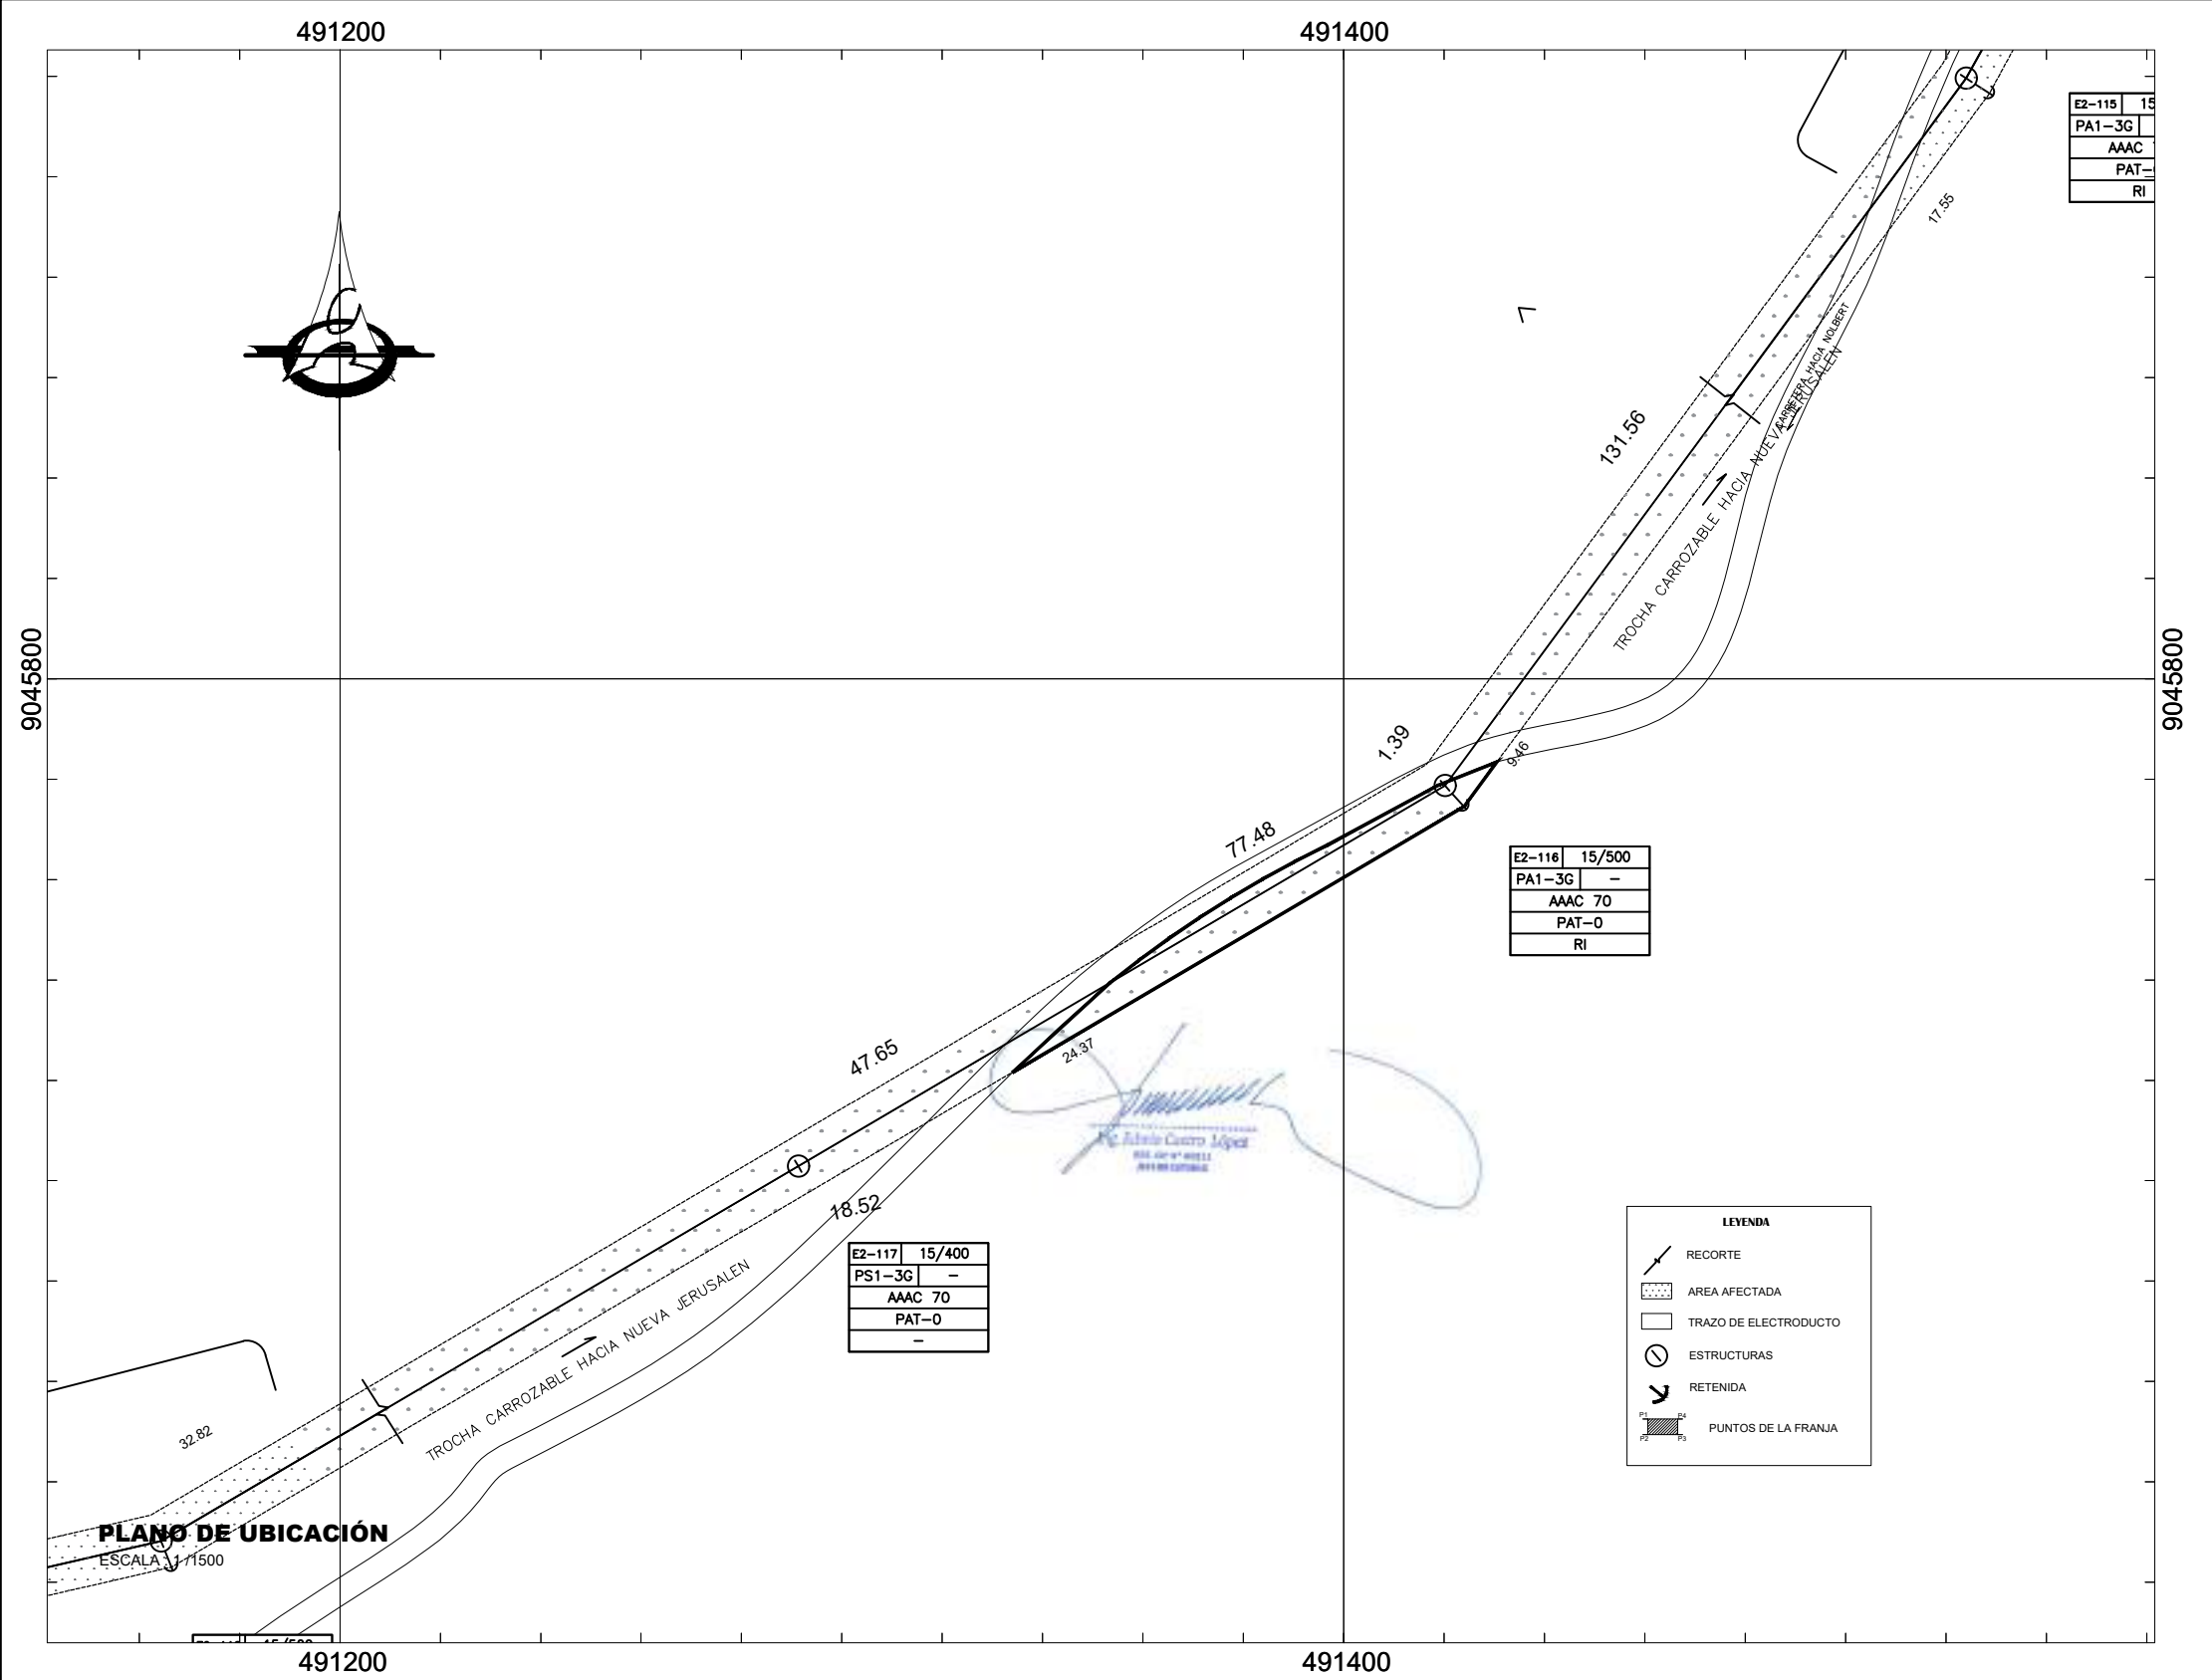 491200
491400
E2-115 15
PA1-3G
AAAC
PAT-
RI
17.55
CARRETERA HACIA NOLBERT
TROCHA CARROZABLE HACIA NUEVA JERUSALEN
131.56
9045800
9045800
1.39
9.46
77.48
E2-116 15/500
PA1-3G -
AAAC 70
PAT-0
RI
47.65
24.37
18.52
E2-117 15/400
PS1-3G -
AAAC 70
PAT-0
-
TROCHA CARROZABLE HACIA NUEVA JERUSALEN
LEYENDA
RECORTE
AREA AFECTADA
TRAZO DE ELECTRODUCTO
ESTRUCTURAS
RETENIDA
P1 P4
P2 P3
PUNTOS DE LA FRANJA
32.82
PLANO DE UBICACIÓN
ESCALA : 1 /1500
491200
491400